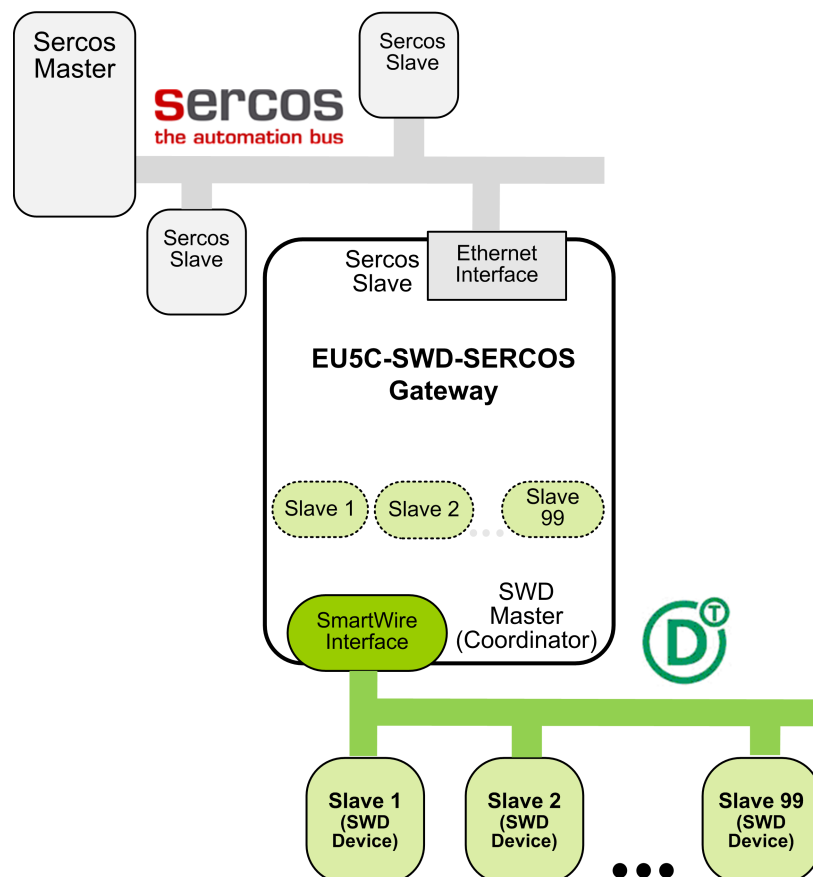 Sercos
Master
Sercos
Slave
sercos
the automation bus
Sercos
Slave
Sercos
Slave
Ethernet
Interface
EU5C-SWD-SERCOS
Gateway
Slave 1
Slave 2
Slave
99
SmartWire
Interface
SWD
Master
(Coordinator)
D
T
Slave 1
(SWD
Device)
Slave 2
(SWD
Device)
Slave 99
(SWD
Device)